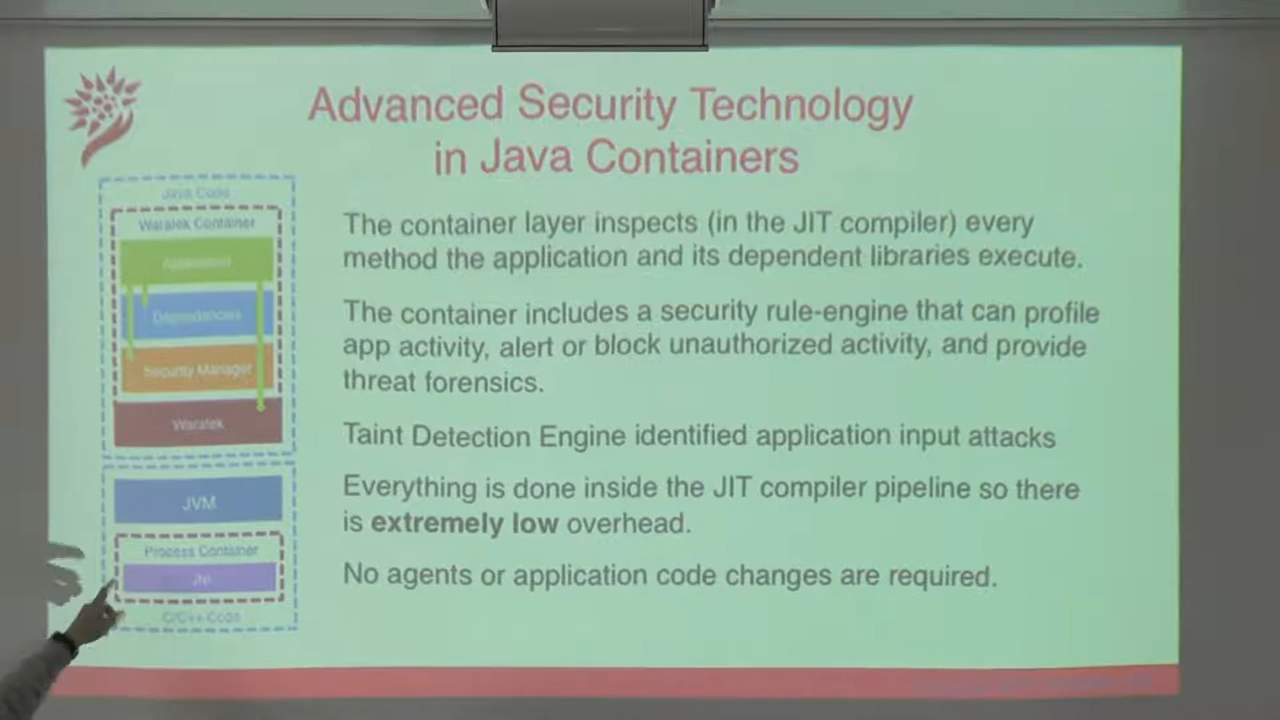 Advanced Security Technology
in Java Containers
Java Code
Waratek Container
Application
Dependencies
Security Manager
Waratek
JVM
Process Container
JNI
C/C++ Code
The container layer inspects (in the JIT compiler) every
method the application and its dependent libraries execute.
The container includes a security rule-engine that can profile
app activity, alert or block unauthorized activity, and provide
threat forensics.
Taint Detection Engine identified application input attacks
Everything is done inside the JIT compiler pipeline so there
is extremely low overhead.
No agents or application code changes are required.